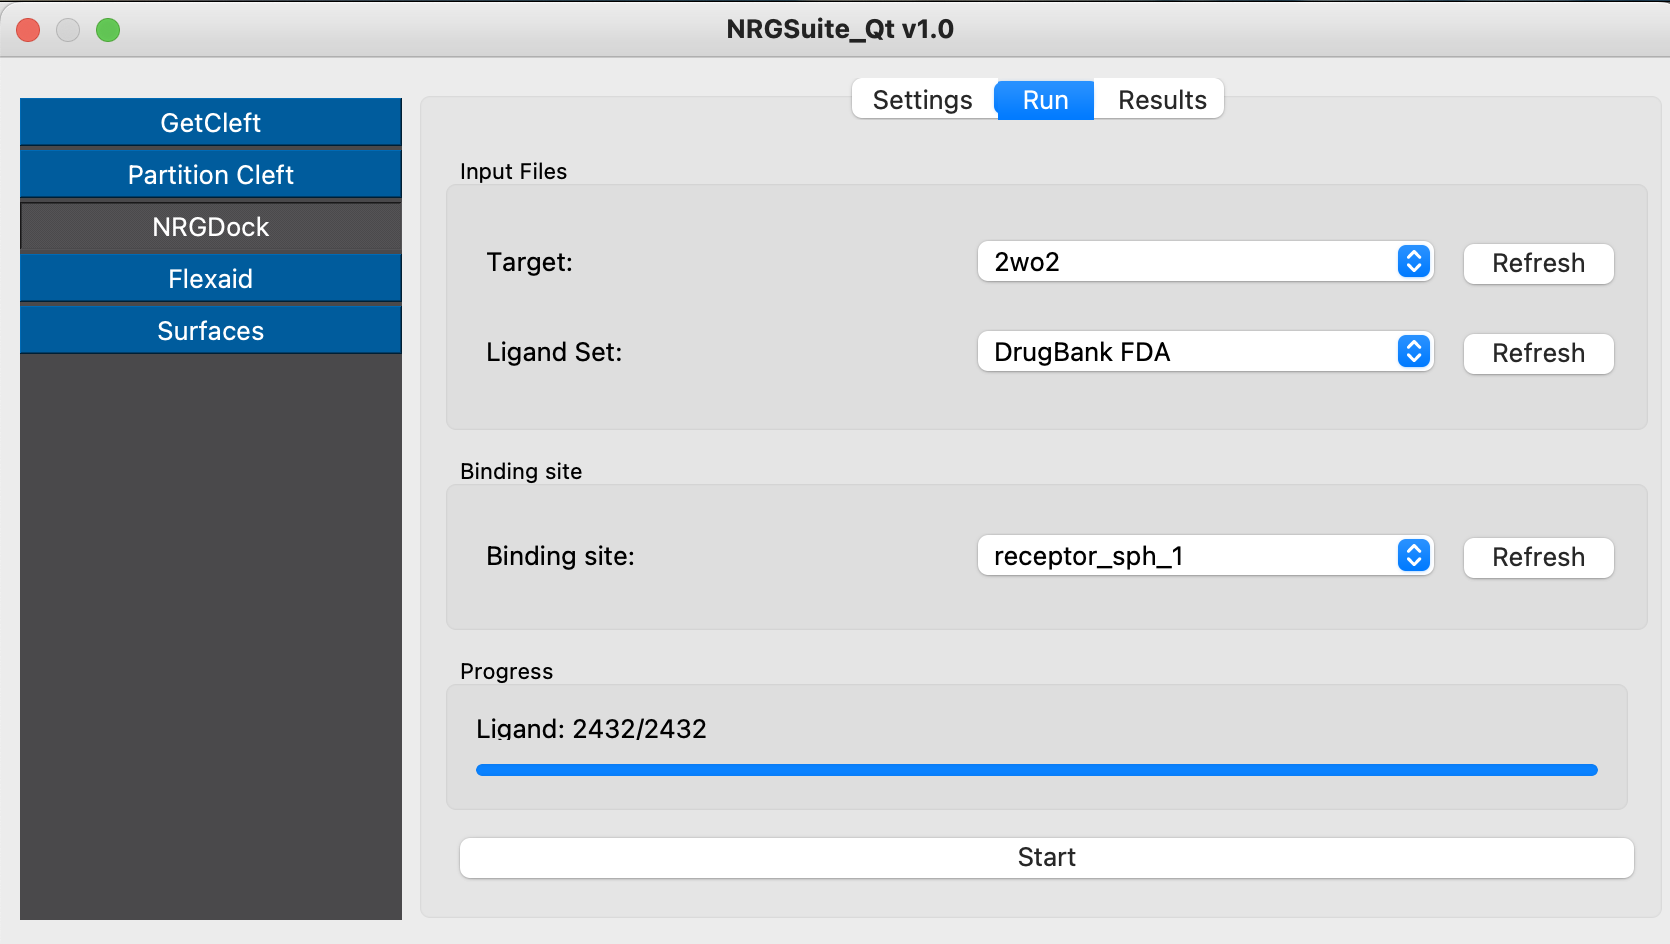 NRGSuite_Qt v1.0
GetCleft
Partition Cleft
NRGDock
Flexaid
Surfaces
Settings Run Results
Input Files
Target: 2wo2 Refresh
Ligand Set: DrugBank FDA Refresh
Binding site
Binding site: receptor_sph_1 Refresh
Progress
Ligand: 2432/2432
Start